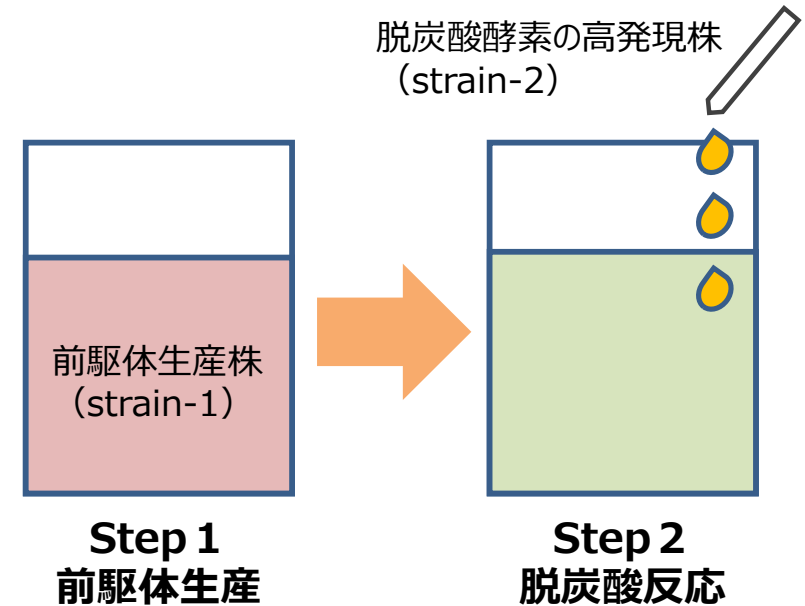 脱炭酸酵素の高発現株
（strain-2）
前駆体生産株
（strain-1）
Step 1
前駆体生産
Step 2
脱炭酸反応